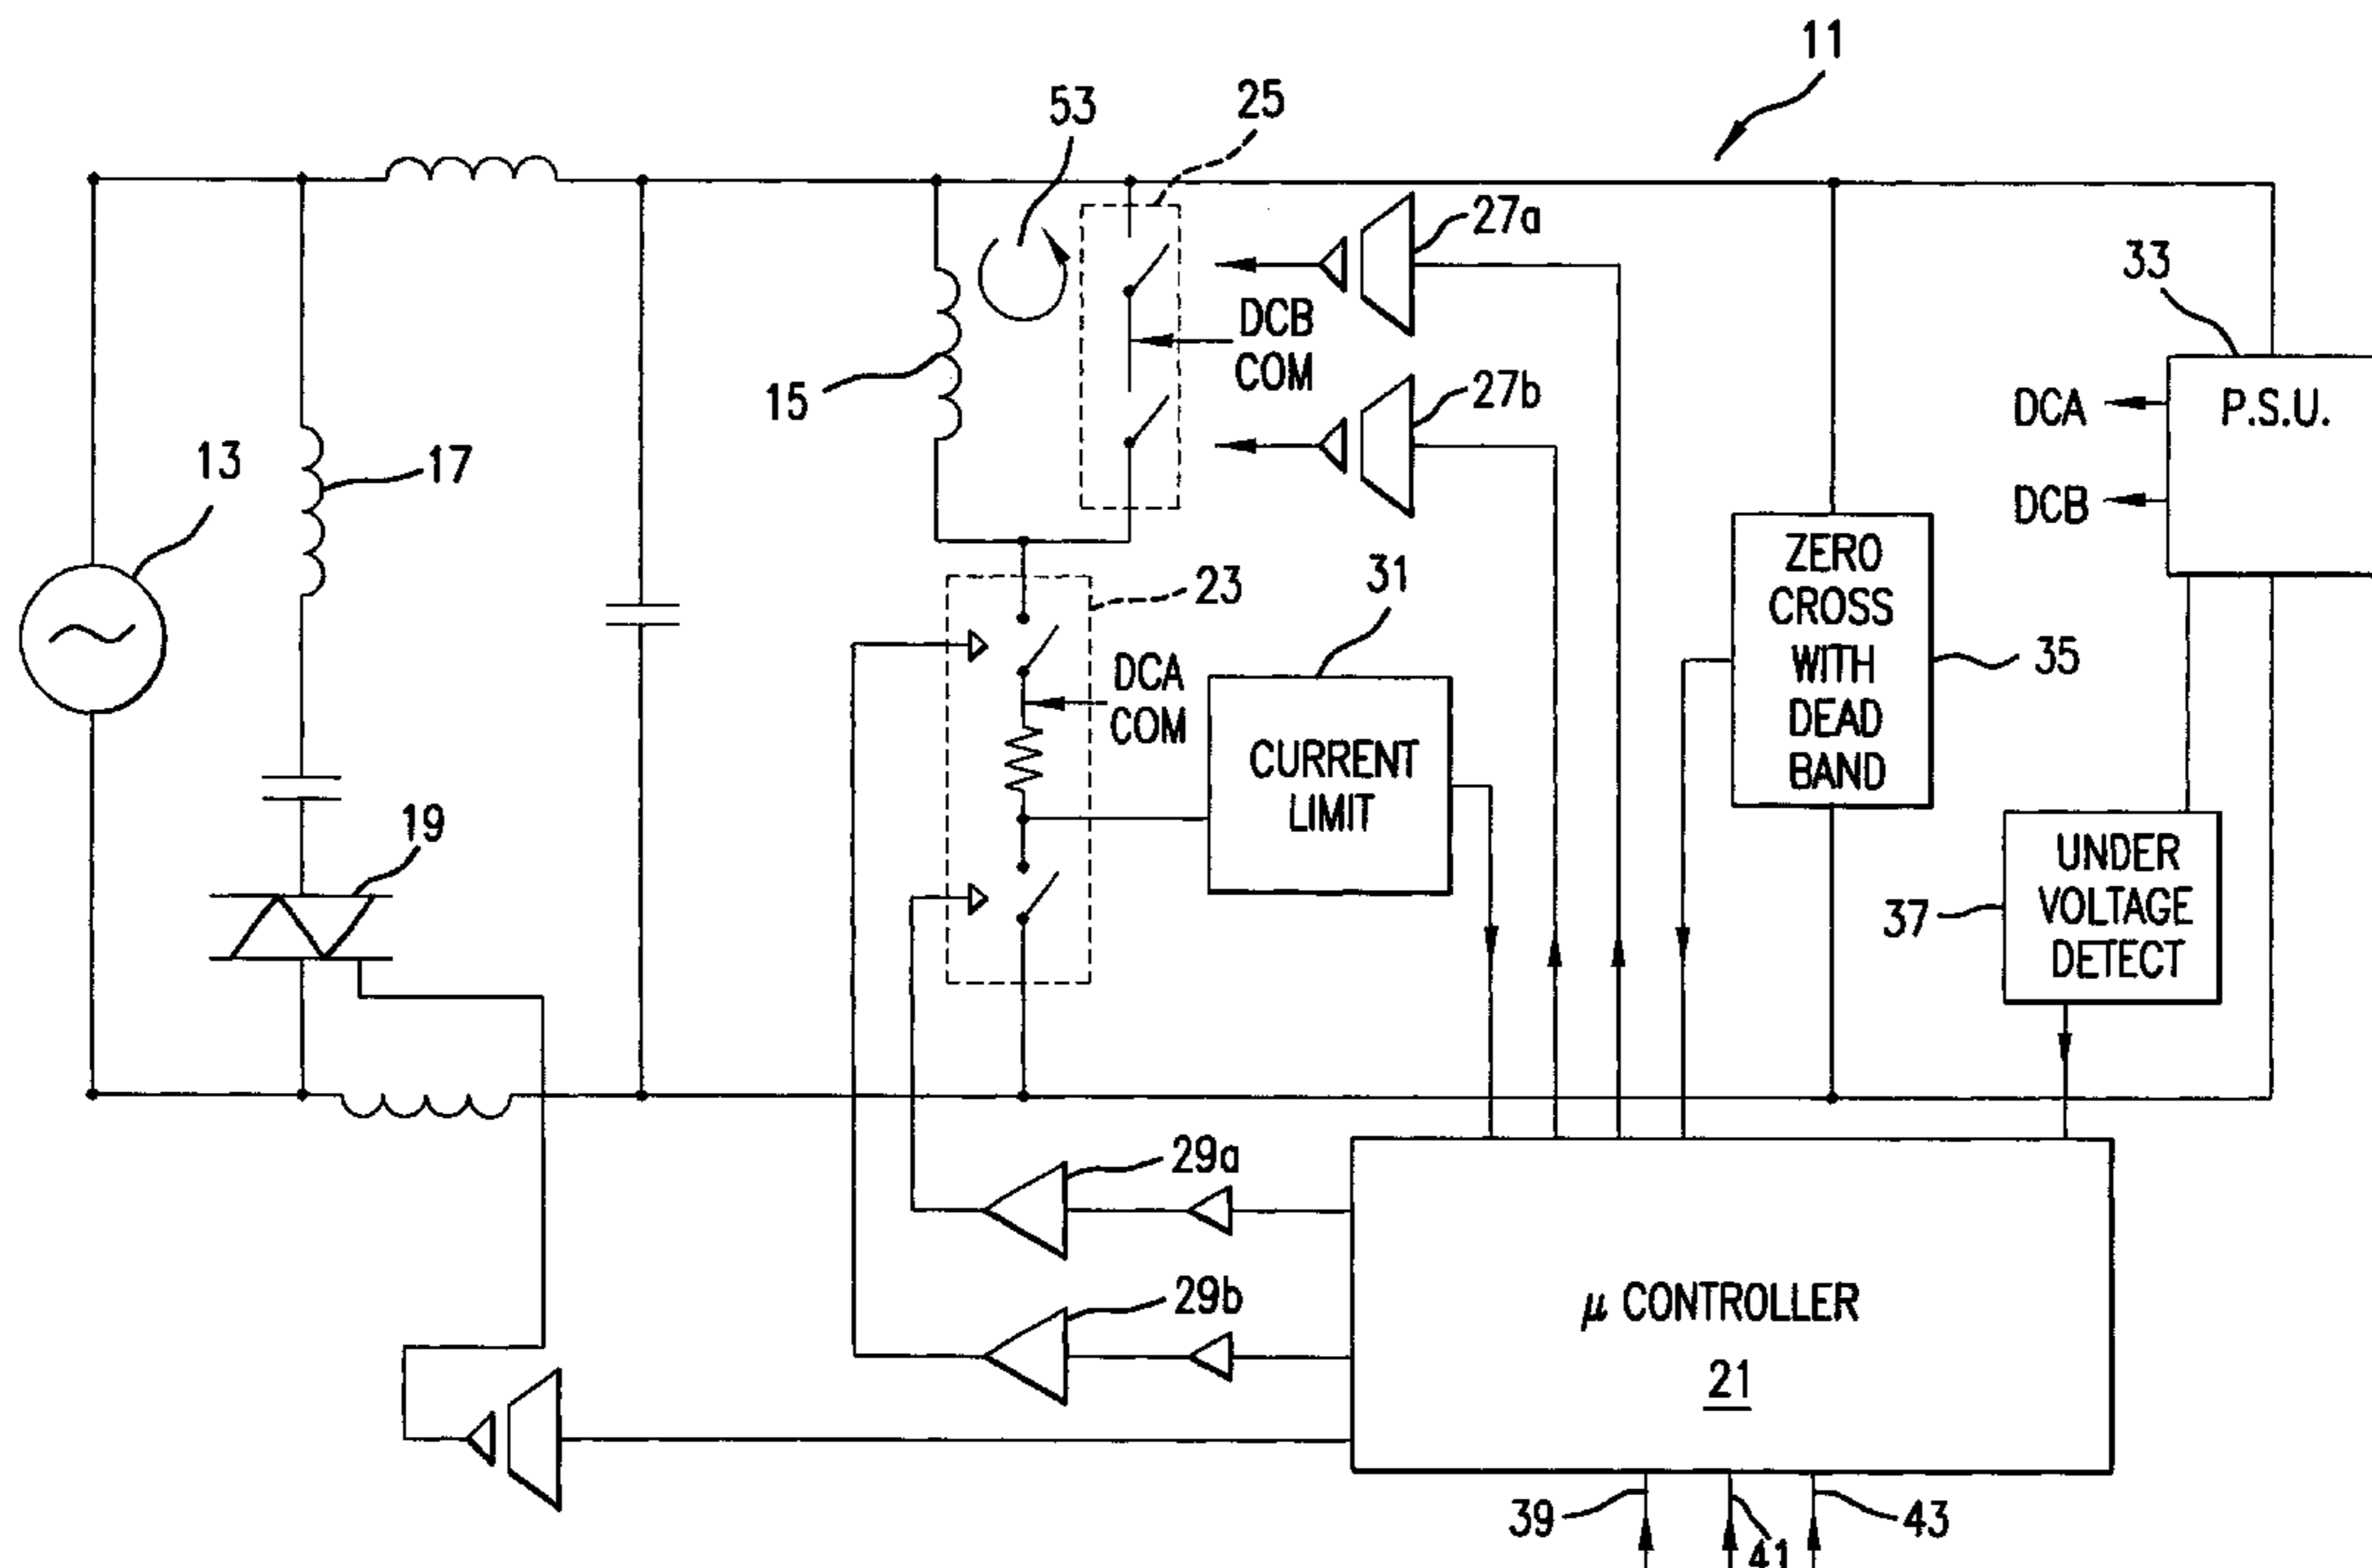 11
53
25
27a
33
DCB
COM
15
27b
DCA
P.S.U.
13
17
DCB
ZERO
CROSS
WITH
DEAD
BAND
31
23
35
DCA
COM
CURRENT
LIMIT
19
UNDER
VOLTAGE
DETECT
37
29a
29b
μ CONTROLLER
21
39
41
43